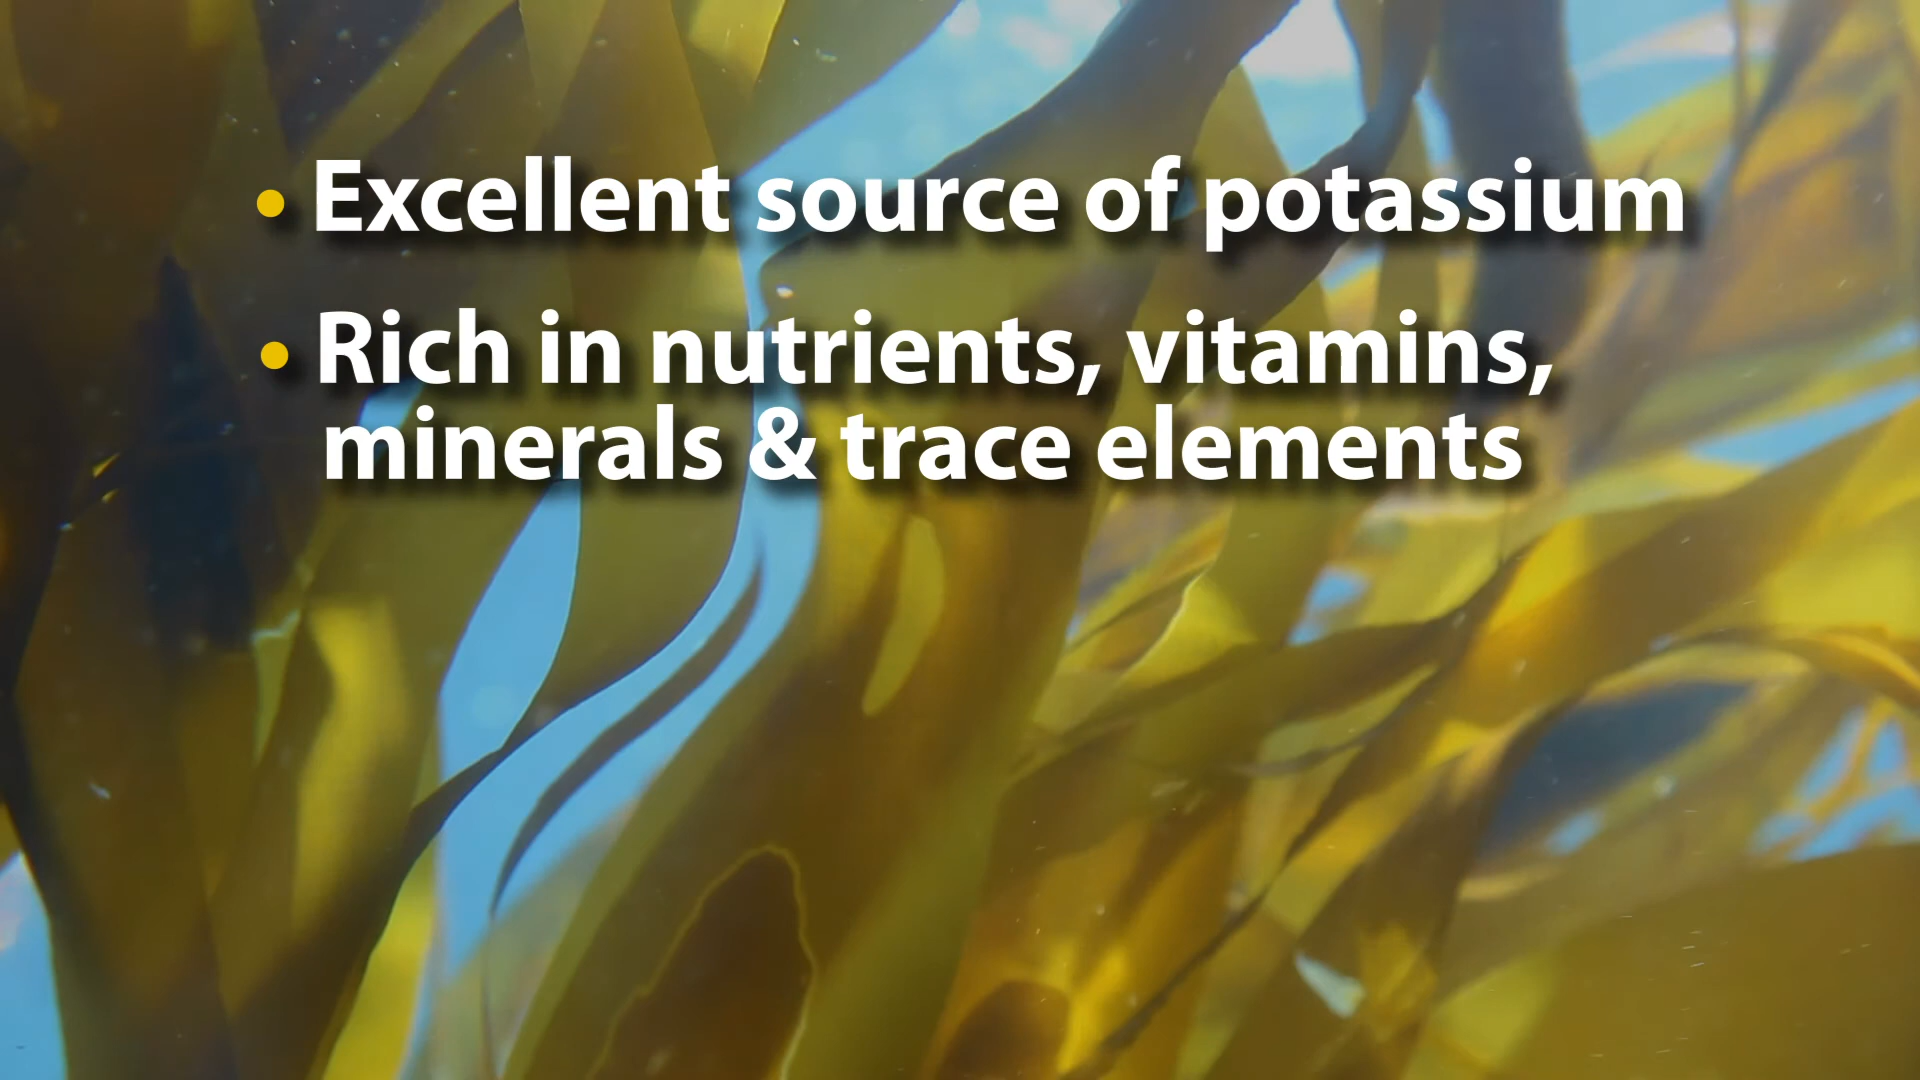 • Excellent source of potassium
• Rich in nutrients, vitamins,
minerals & trace elements